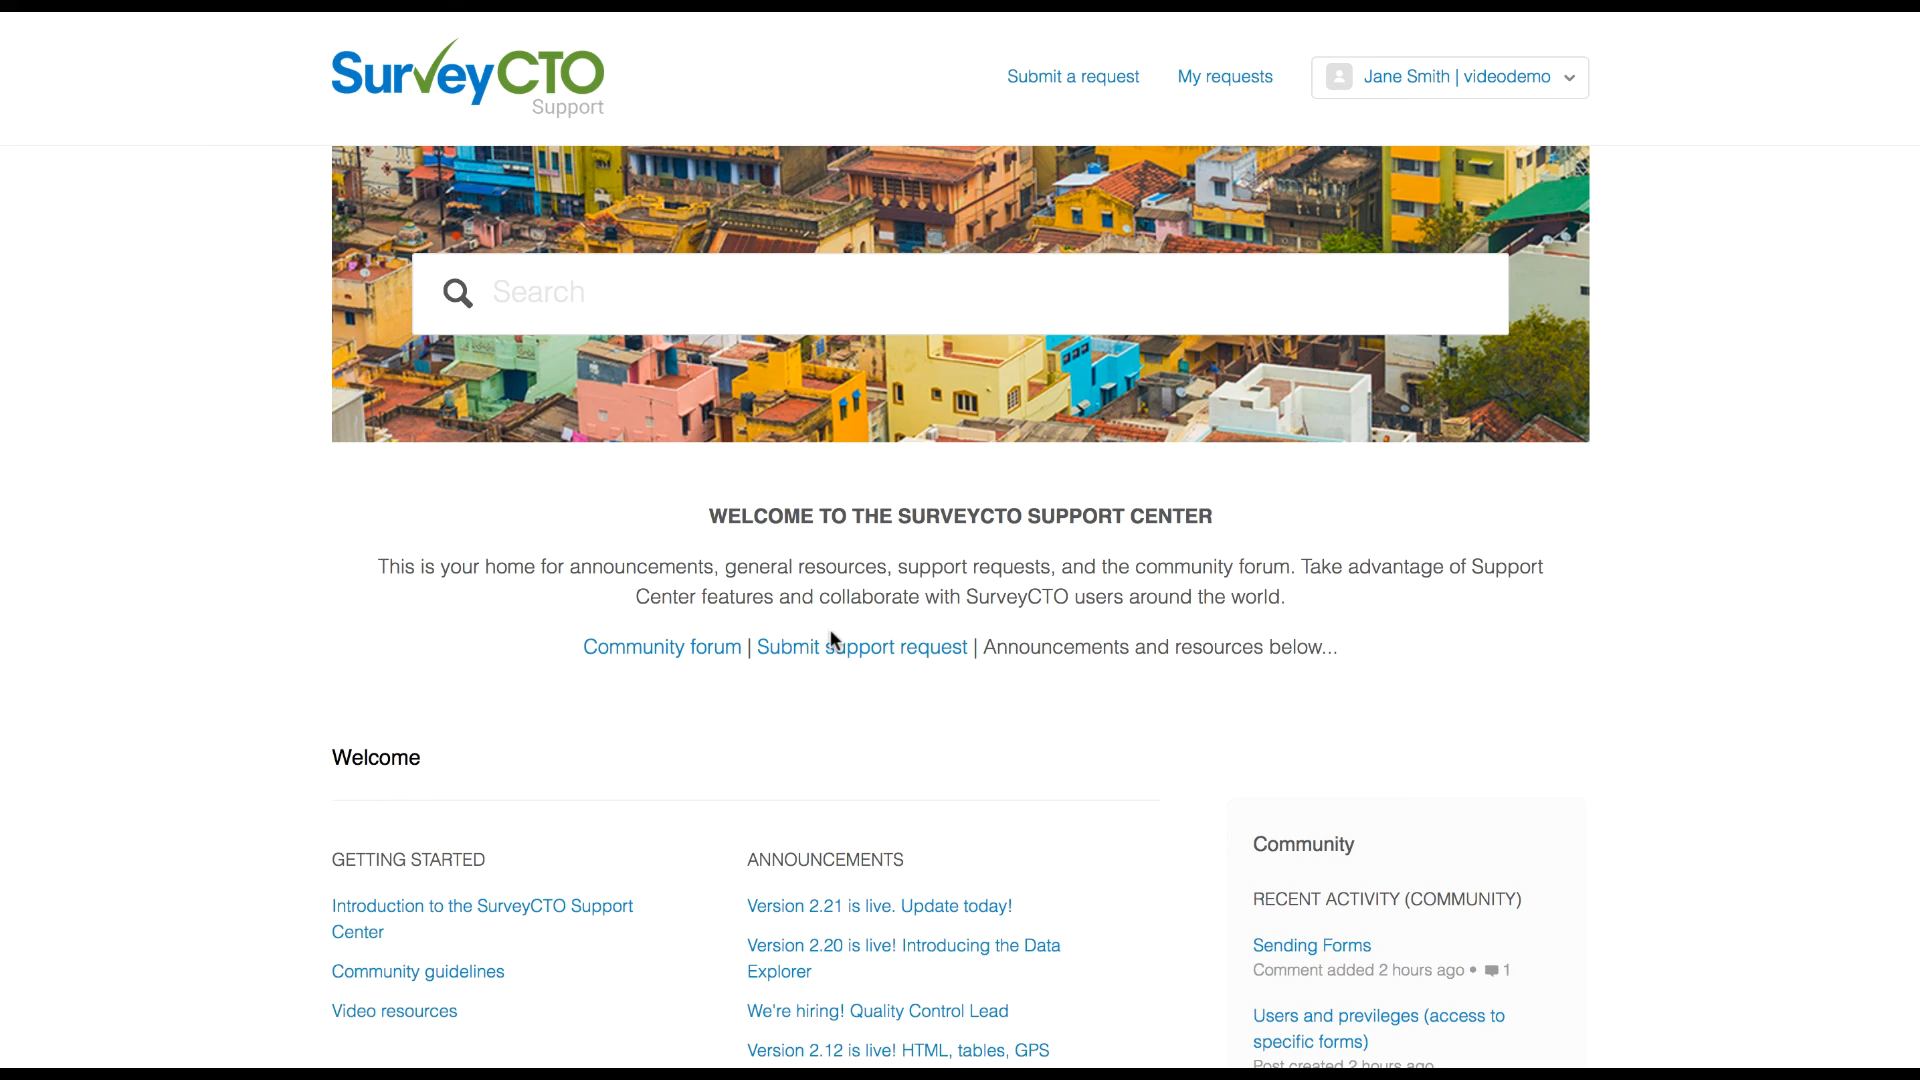 SurveyCTO
Support
Submit a request
My requests
Jane Smith | videodemo
Search
WELCOME TO THE SURVEYCTO SUPPORT CENTER
This is your home for announcements, general resources, support requests, and the community forum. Take advantage of Support
Center features and collaborate with SurveyCTO users around the world.
Community forum | Submit support request | Announcements and resources below...
Welcome
GETTING STARTED
Introduction to the SurveyCTO Support
Center
Community guidelines
Video resources
ANNOUNCEMENTS
Version 2.21 is live. Update today!
Version 2.20 is live! Introducing the Data
Explorer
We're hiring! Quality Control Lead
Version 2.12 is live! HTML, tables, GPS
Community
RECENT ACTIVITY (COMMUNITY)
Sending Forms
Comment added 2 hours ago • 1
Users and previleges (access to
specific forms)
Post created 2 hours ago